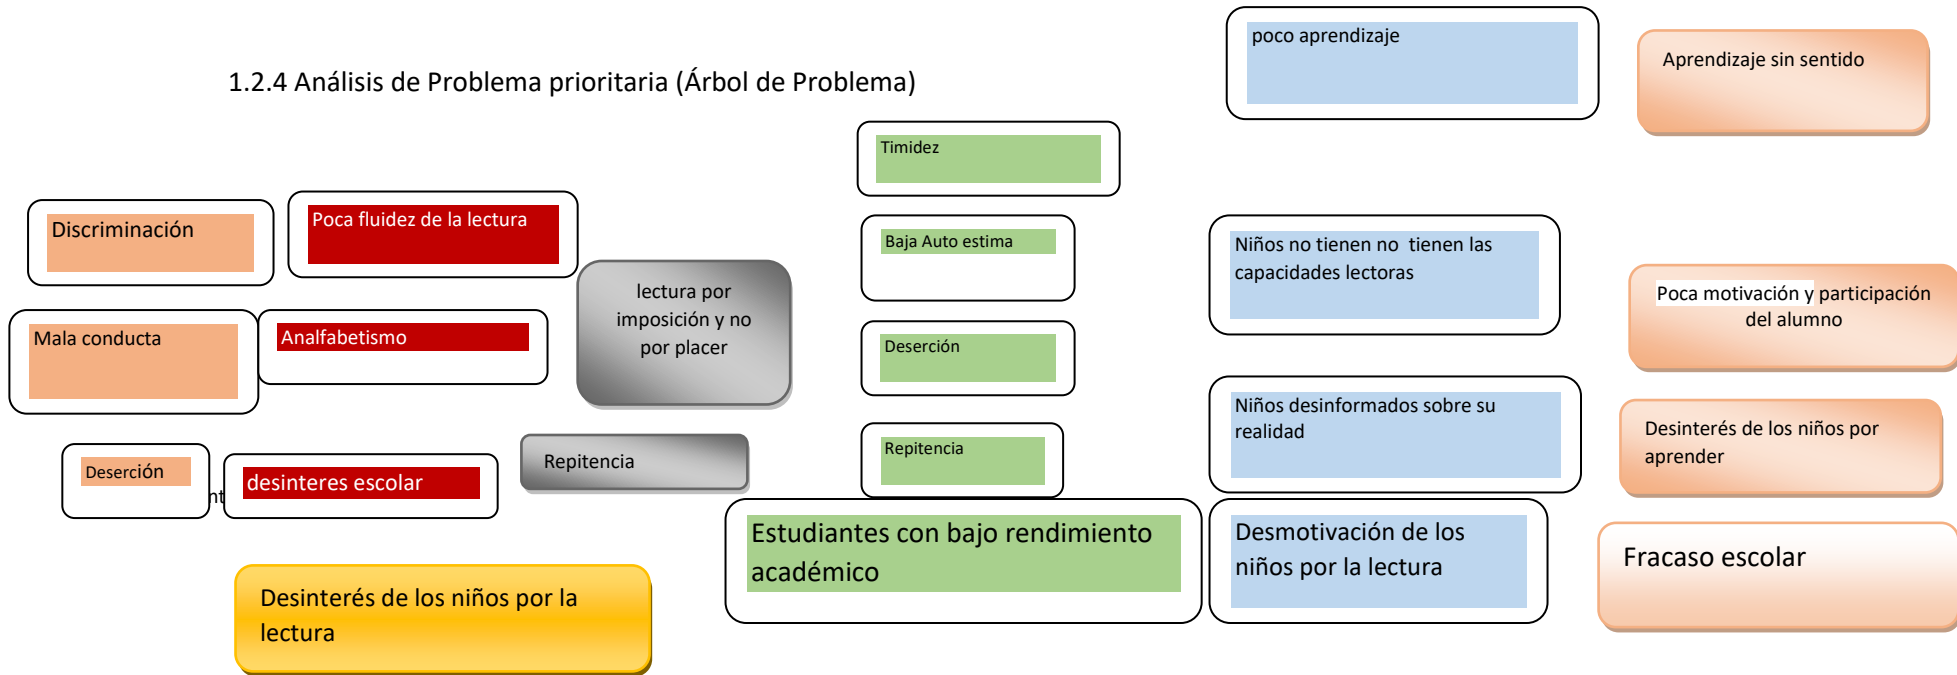 poco aprendizaje
Aprendizaje sin sentido
1.2.4 Análisis de Problema prioritaria (Árbol de Problema)
Timidez
Discriminación
Poca fluidez de la lectura
Baja Auto estima
Niños no tienen no  tienen las
capacidades lectoras
lectura por
imposición y no
por placer
Poca motivación y participación
del alumno
Mala conducta
Analfabetismo
Deserción
Niños desinformados sobre su
realidad
Desinterés de los niños por
aprender
Deserción
desinteres escolar
Repitencia
Repitencia
nt
Estudiantes con bajo rendimiento
académico
Desmotivación de los
niños por la lectura
Fracaso escolar
Desinterés de los niños por la
lectura